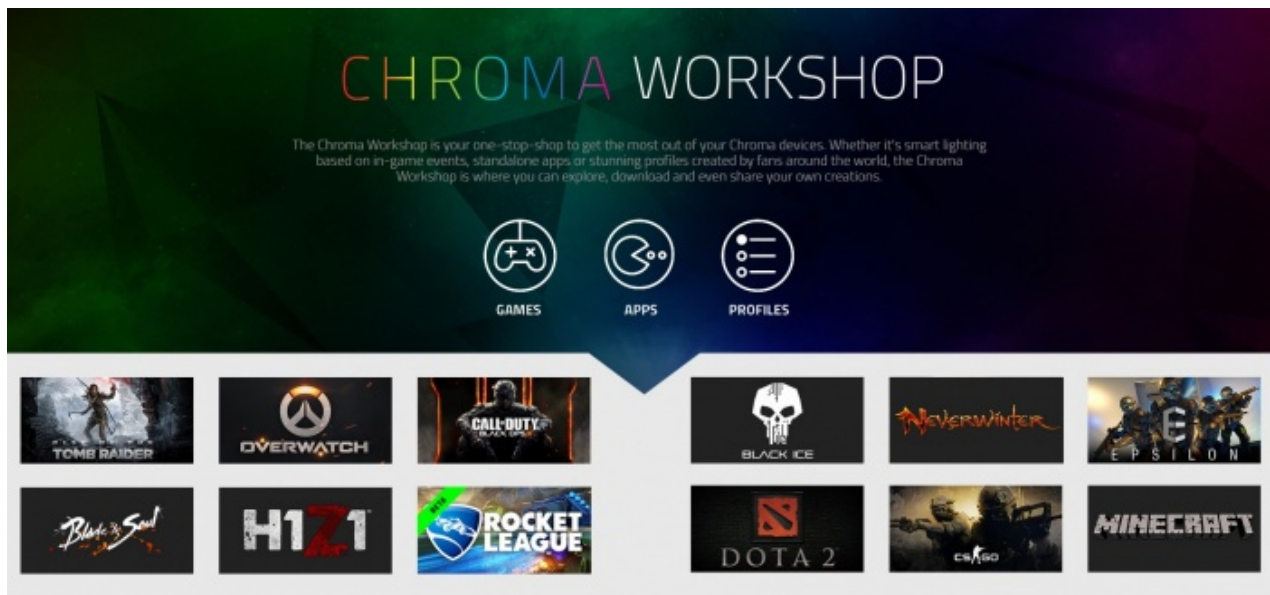 CHROMA WORKSHOP
The Chroma Workshop is your one-stop-shop to get the most out of your Chroma devices. Whether it's smart lighting
based on in-game events, standalone apps or stunning profiles created by fans around the world, the Chroma
Workshop is where you can explore, download and even share your own creations.
GAMES APPS PROFILES
RISE OF THE
TOMB RAIDER
OVERWATCH
CALL OF DUTY
BLACK OPS
BLACK ICE
NEVERWINTER
EPSILON
Blade & Soul
H1Z1
BETA
ROCKET
LEAGUE
DOTA 2
CS GO
MINECRAFT